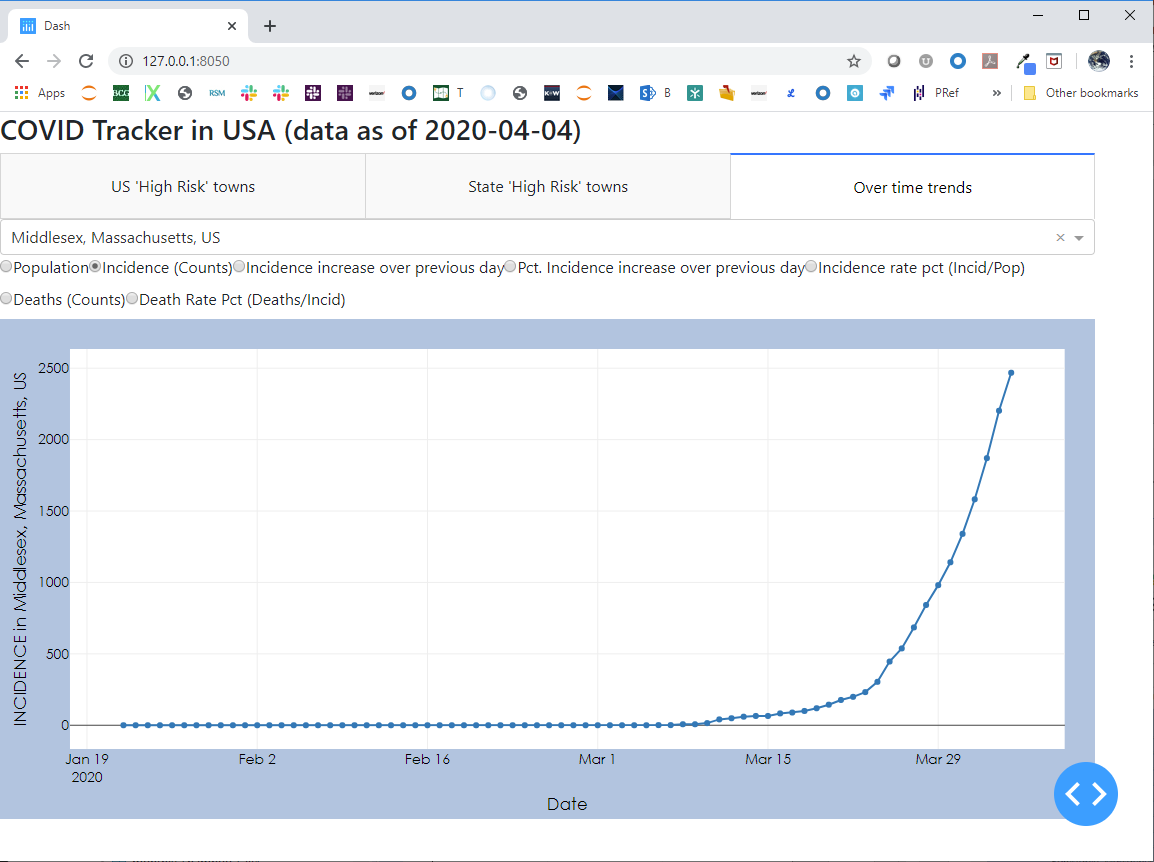 Dash
127.0.0.1:8050
Apps BCG RSM verizon T K+W B verizon PRef » Other bookmarks
COVID Tracker in USA (data as of 2020-04-04)
US 'High Risk' towns State 'High Risk' towns Over time trends
Middlesex, Massachusetts, US
Population Incidence (Counts) Incidence increase over previous day Pct. Incidence increase over previous day Incidence rate pct (Incid/Pop)
Deaths (Counts) Death Rate Pct (Deaths/Incid)
INCIDENCE in Middlesex, Massachusetts, US
2500
2000
1500
1000
500
0
Jan 19 Feb 2 Feb 16 Mar 1 Mar 15 Mar 29
2020
Date